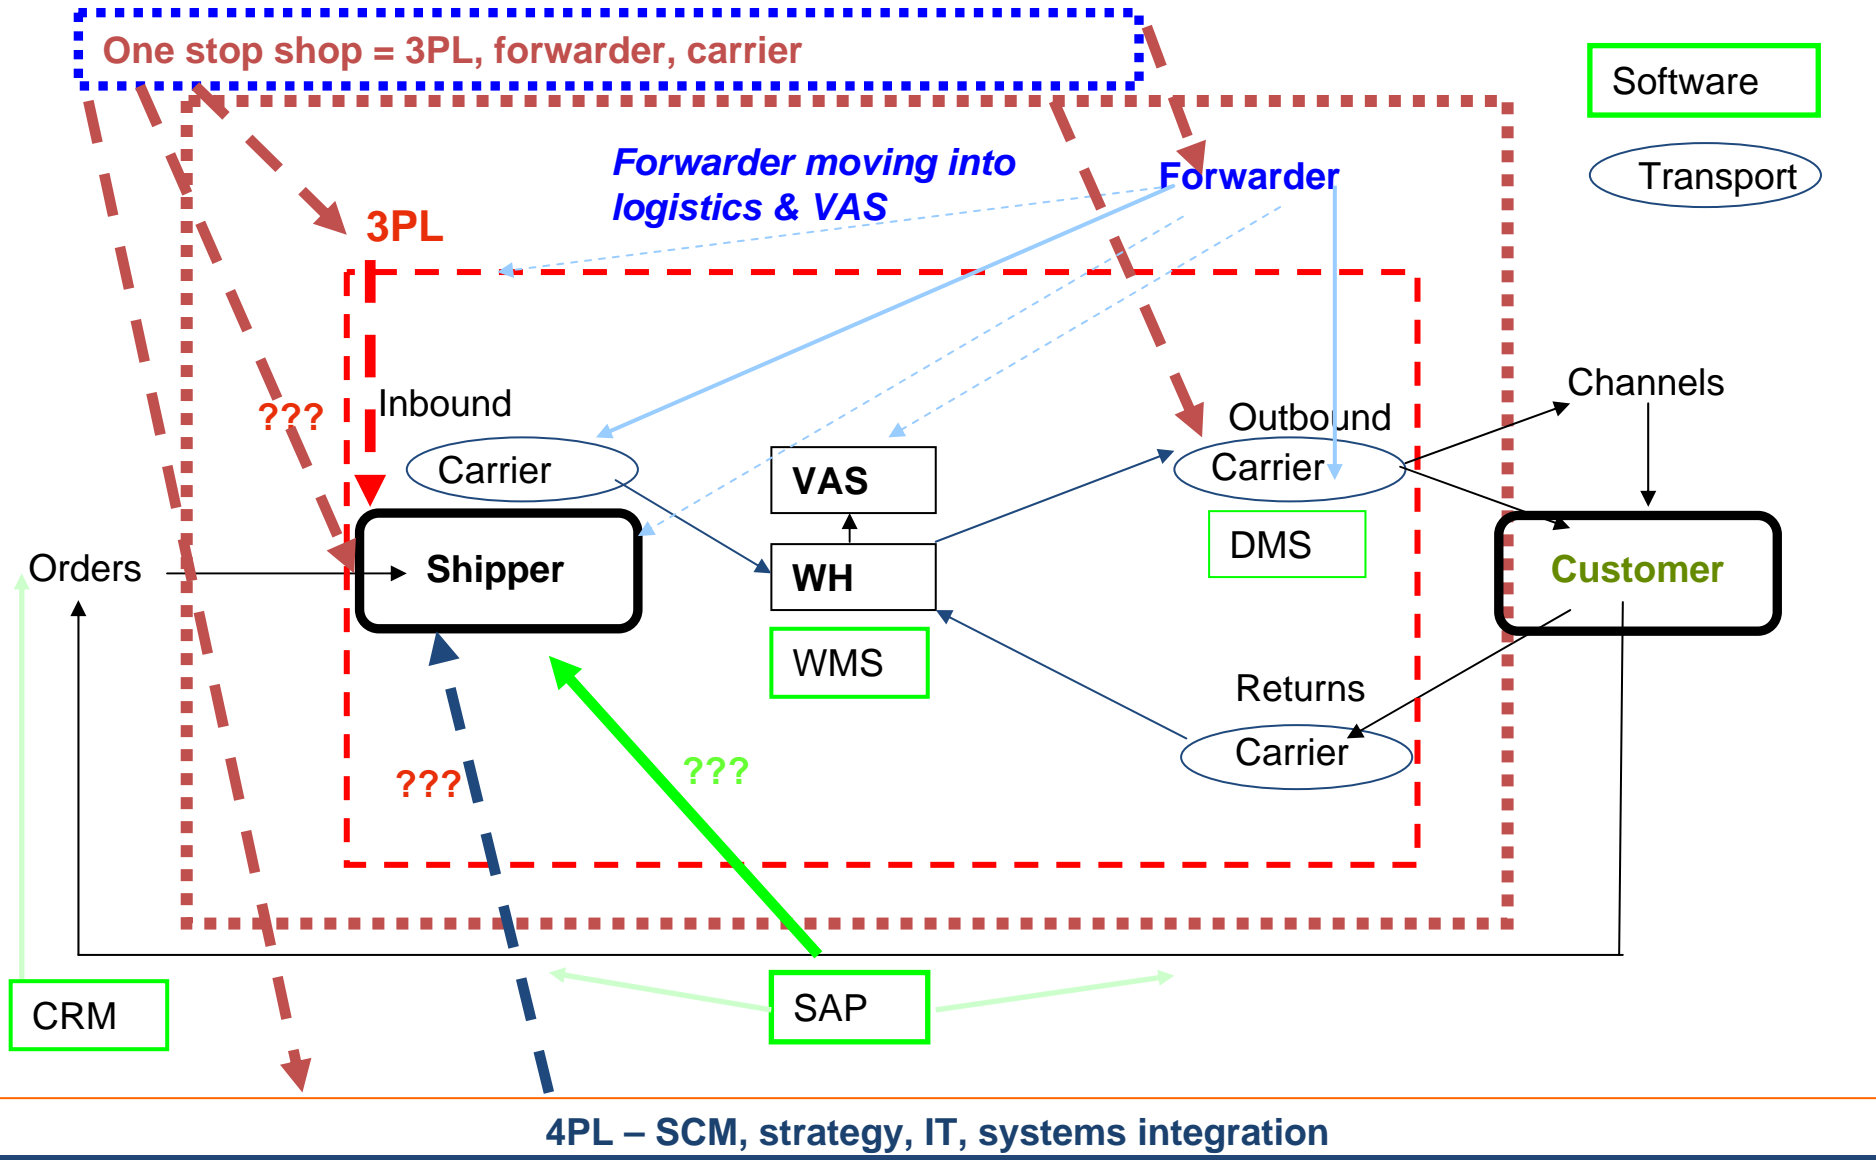 One stop shop = 3PL, forwarder, carrier
Software
Forwarder moving into
logistics & VAS
Forwarder
Transport
3PL
Channels
???
Inbound
Outbound
Carrier
VAS
Carrier
DMS
Orders
Shipper
WH
Customer
WMS
Returns
Carrier
???
???
CRM
SAP
4PL – SCM, strategy, IT, systems integration